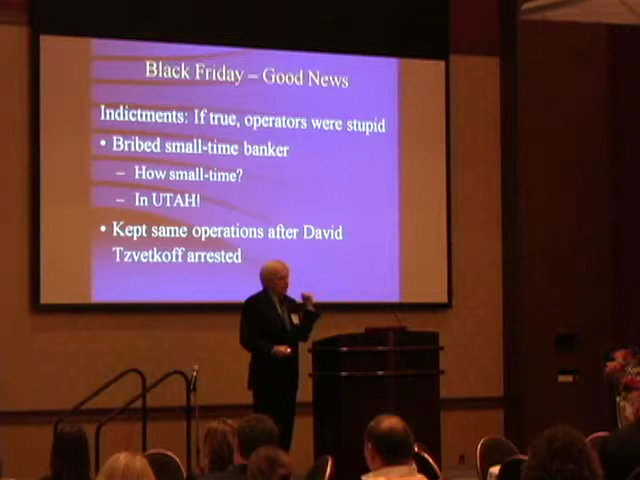 Black Friday – Good News
Indictments: If true, operators were stupid
• Bribed small-time banker
– How small-time?
– In UTAH!
• Kept same operations after David
Tzvetkoff arrested